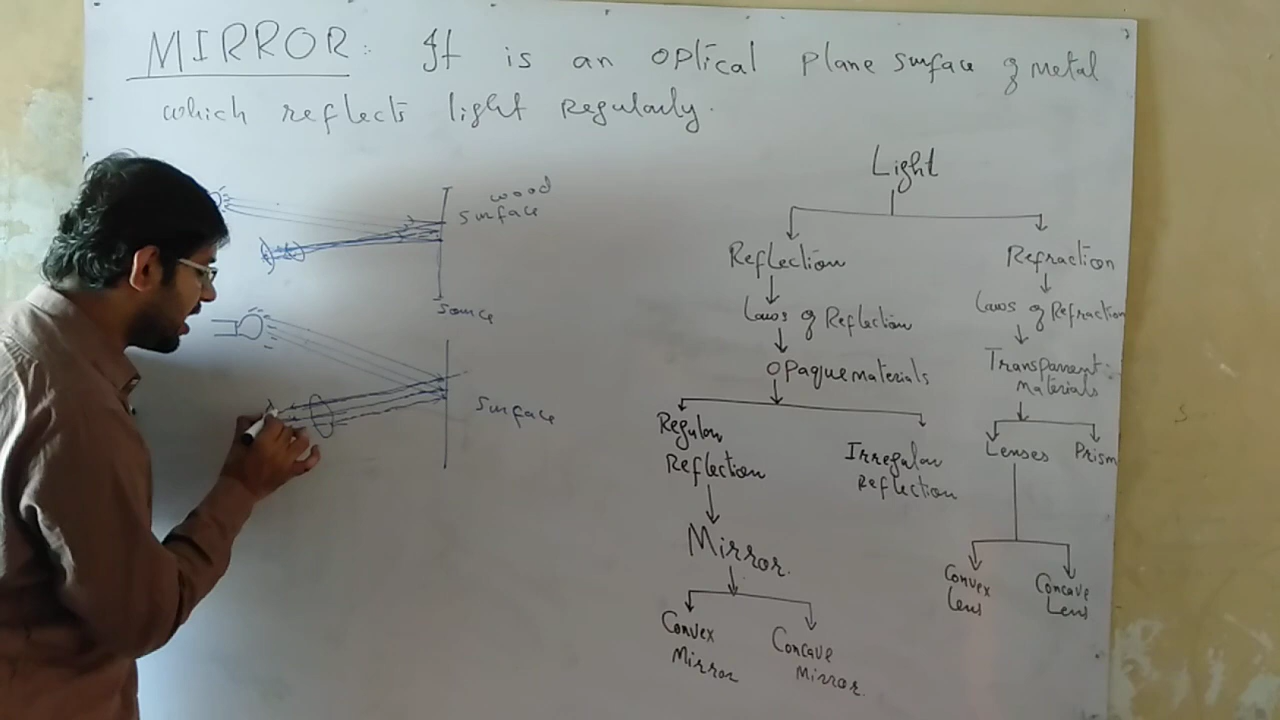 MIRROR: It is an optical plane surface of metal
which reflects light Regularly.
wood
Surface
Source
Surface
Light
Reflection
Refraction
Laws of Reflection
Laws of Refraction
Opaque materials
Transparent
materials
Regular
Reflection
Irregular
Reflection
Lenses
Prism
Mirror.
Convex
Mirror
Concave
Mirror.
Convex
Lens
Concave
Lens